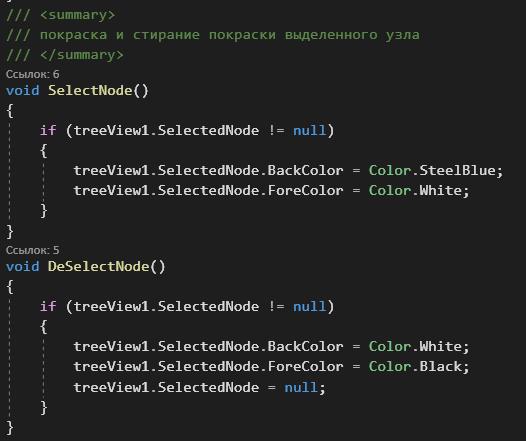 /// <summary>
/// покраска и стирание покраски выделенного узла
/// </summary>
Ссылок: 6
void SelectNode()
{
if (treeView1.SelectedNode != null)
{
treeView1.SelectedNode.BackColor = Color.SteelBlue;
treeView1.SelectedNode.ForeColor = Color.White;
}
}
Ссылок: 5
void DeSelectNode()
{
if (treeView1.SelectedNode != null)
{
treeView1.SelectedNode.BackColor = Color.White;
treeView1.SelectedNode.ForeColor = Color.Black;
treeView1.SelectedNode = null;
}
}